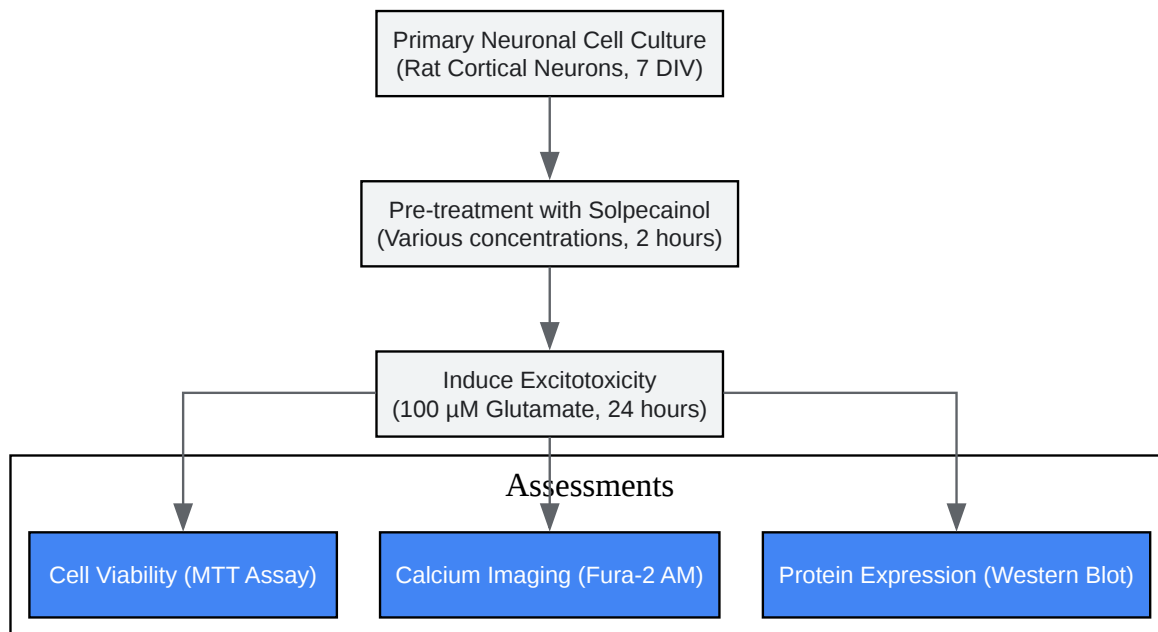 Primary Neuronal Cell Culture
(Rat Cortical Neurons, 7 DIV)
Pre-treatment with Solpecainol
(Various concentrations, 2 hours)
Induce Excitotoxicity
(100 µM Glutamate, 24 hours)
Assessments
Cell Viability (MTT Assay)
Calcium Imaging (Fura-2 AM)
Protein Expression (Western Blot)